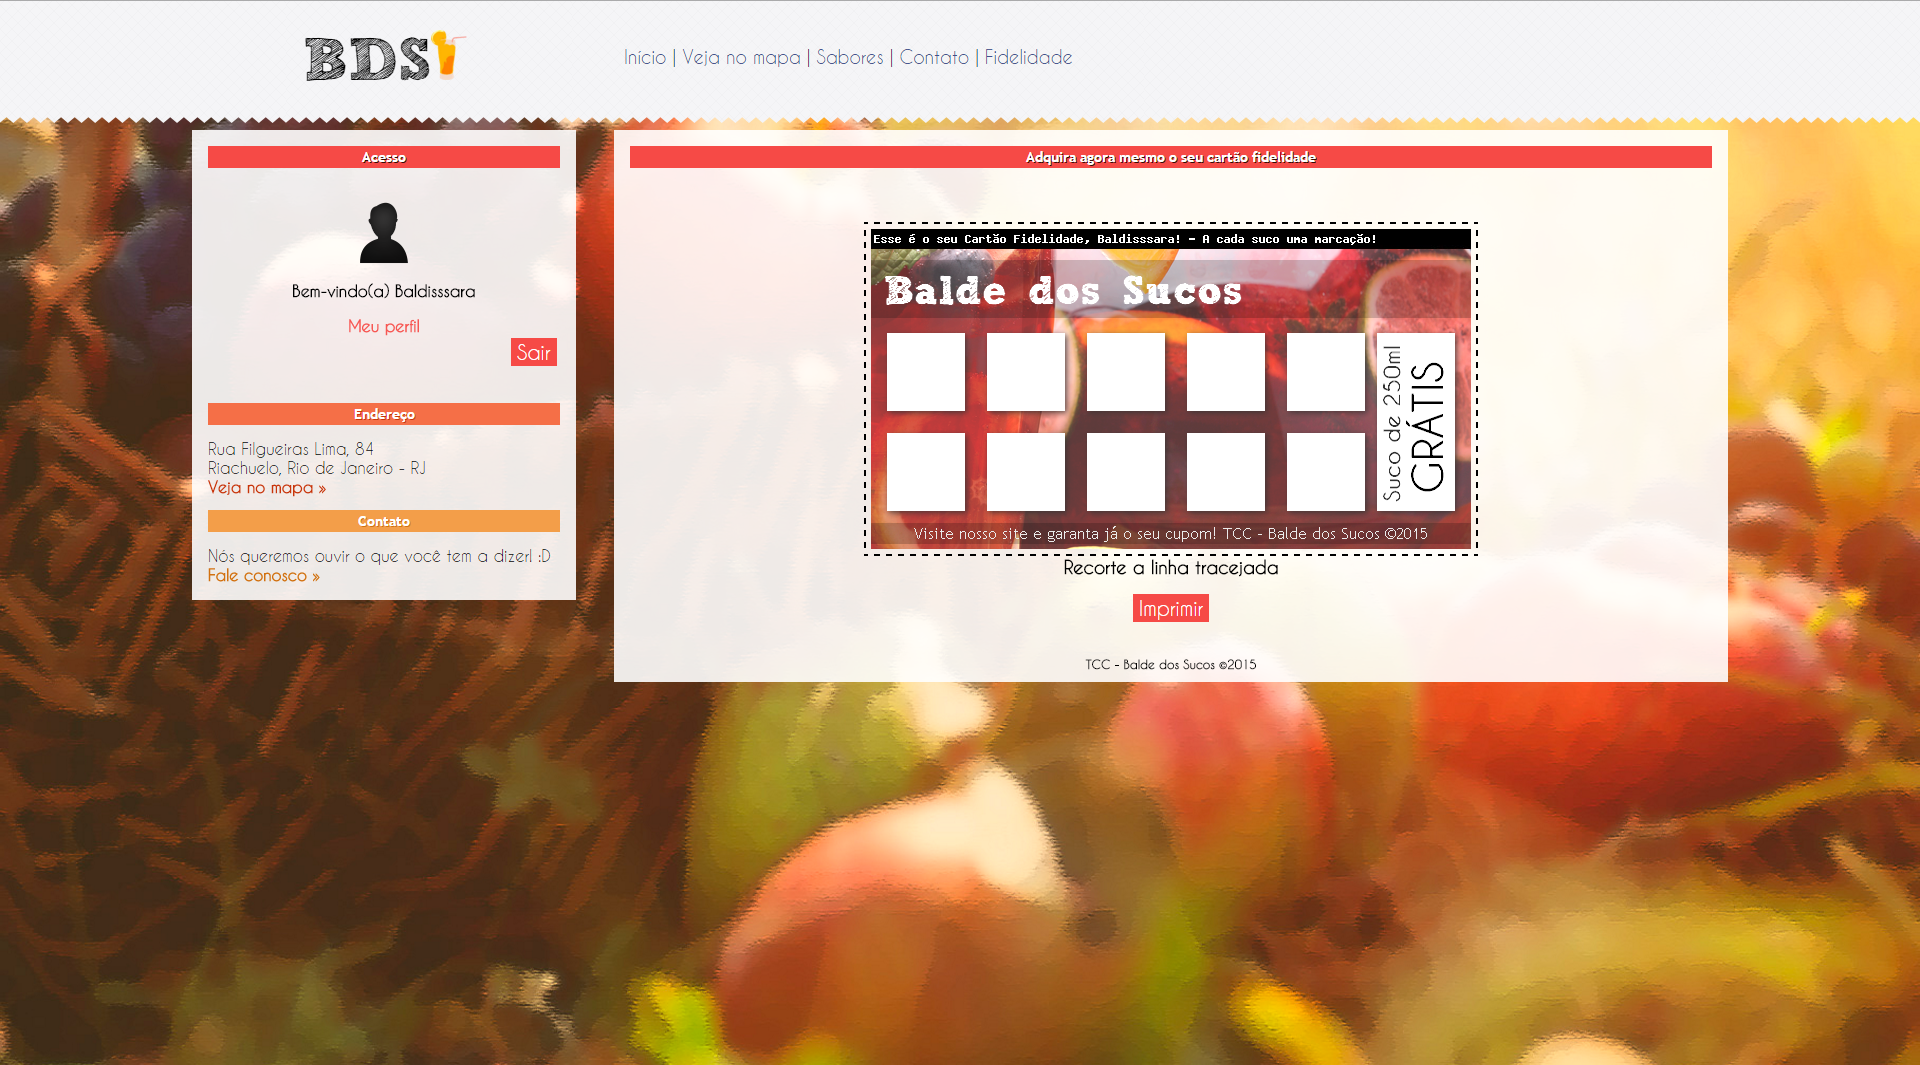 BDS
Início | Veja no mapa | Sabores | Contato | Fidelidade
Acesso
Bem-vindo(a) Baldisssara
Meu perfil
Sair
Endereço
Rua Filgueiras Lima, 84
Riachuelo, Rio de Janeiro - RJ
Veja no mapa »
Contato
Nós queremos ouvir o que você tem a dizer! :D
Fale conosco »
Adquira agora mesmo o seu cartão fidelidade
Esse é o seu Cartão Fidelidade, Baldisssara! - A cada suco uma marcação!
Balde dos Sucos
Suco de 250ml
GRÁTIS
Visite nosso site e garanta já o seu cupom! TCC - Balde dos Sucos ©2015
Recorte a linha tracejada
Imprimir
TCC - Balde dos Sucos ©2015